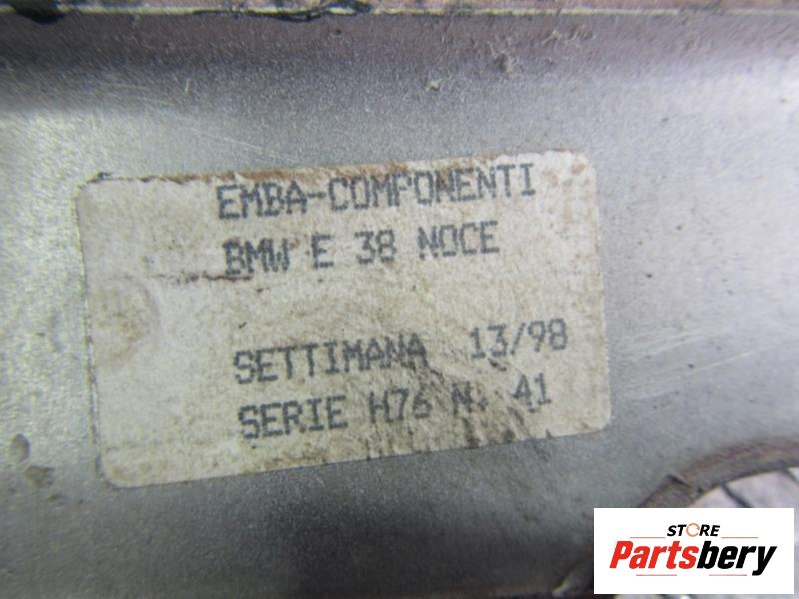 EMBA-COMPONENTI
BMW E 38 NOCE
SETTIMANA 13/98
SERIE H76 N. 41
STORE
Partsbery